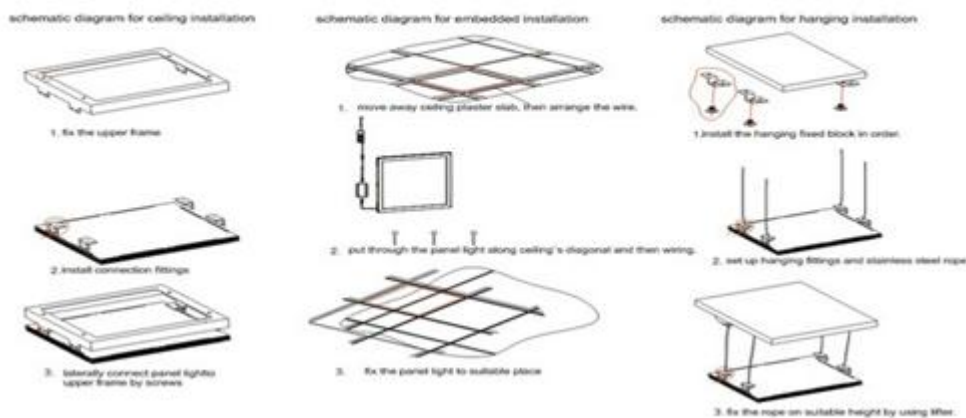 schematic diagram for ceiling installation
1. fix the upper frame
2.install connection fittings
3. laterally connect panel lightto
upper frame by screws
schematic diagram for embedded installation
1. move away ceiling plaster slab, then arrange the wire.
2. put through the panel light along ceiling's diagonal and then wiring.
3. fix the panel light to suitable place
schematic diagram for hanging installation
1.install the hanging fixed block in order.
2. set up hanging fittings and stainless steel rope
3. fix the rope on suitable height by using lifter.